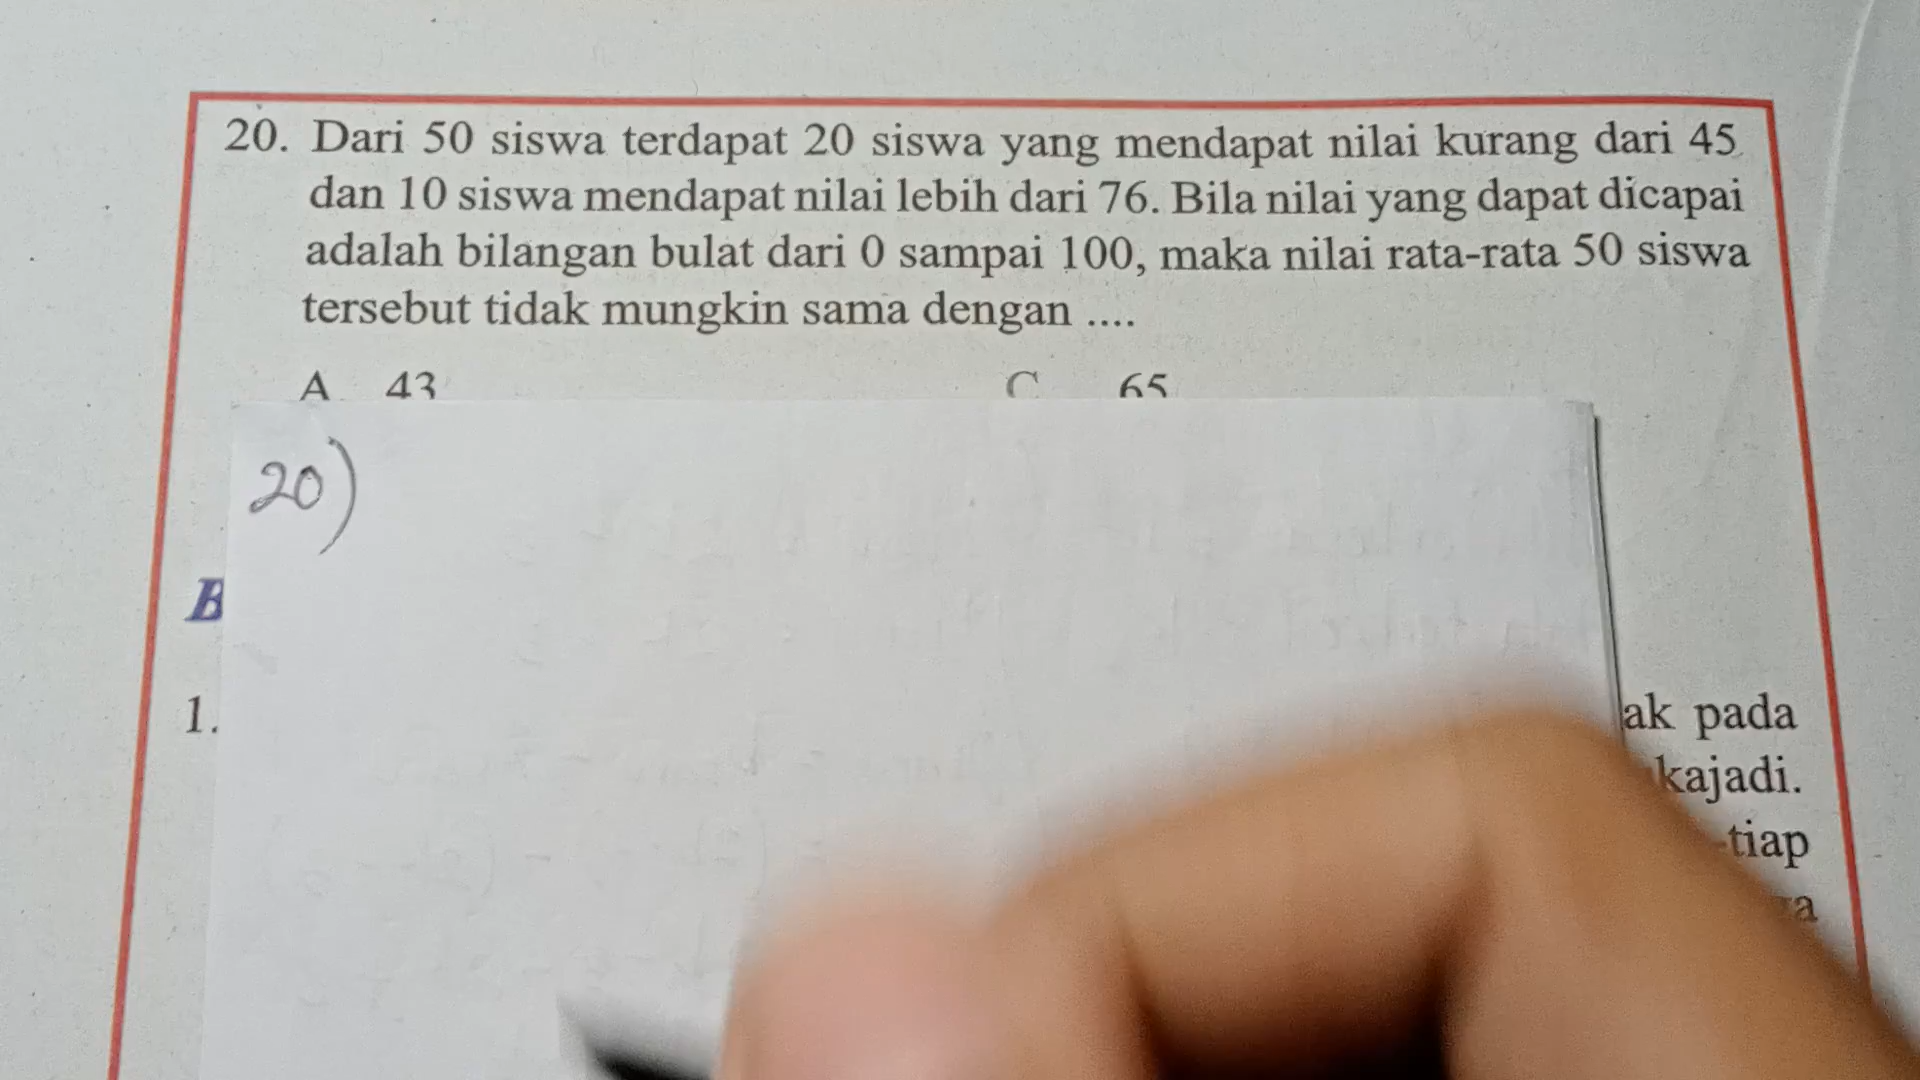 20. Dari 50 siswa terdapat 20 siswa yang mendapat nilai kurang dari 45
dan 10 siswa mendapat nilai lebih dari 76. Bila nilai yang dapat dicapai
adalah bilangan bulat dari 0 sampai 100, maka nilai rata-rata 50 siswa
tersebut tidak mungkin sama dengan ....
A 43 C 65
20)
B
1. ak pada
kajadi.
tiap
a